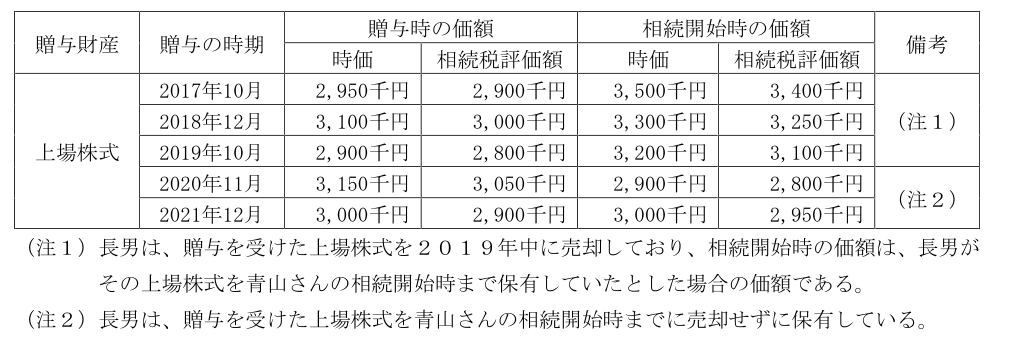 贈与財産 贈与の時期 贈与時の価額 相続開始時の価額 備考
時価 相続税評価額 時価 相続税評価額
上場株式 2017年10月 2,950千円 2,900千円 3,500千円 3,400千円 (注1)
2018年12月 3,100千円 3,000千円 3,300千円 3,250千円
2019年10月 2,900千円 2,800千円 3,200千円 3,100千円
2020年11月 3,150千円 3,050千円 2,900千円 2,800千円 (注2)
2021年12月 3,000千円 2,900千円 3,000千円 2,950千円
(注1)長男は、贈与を受けた上場株式を2019年中に売却しており、相続開始時の価額は、長男が
その上場株式を青山さんの相続開始時まで保有していたとした場合の価額である。
(注2)長男は、贈与を受けた上場株式を青山さんの相続開始時までに売却せずに保有している。